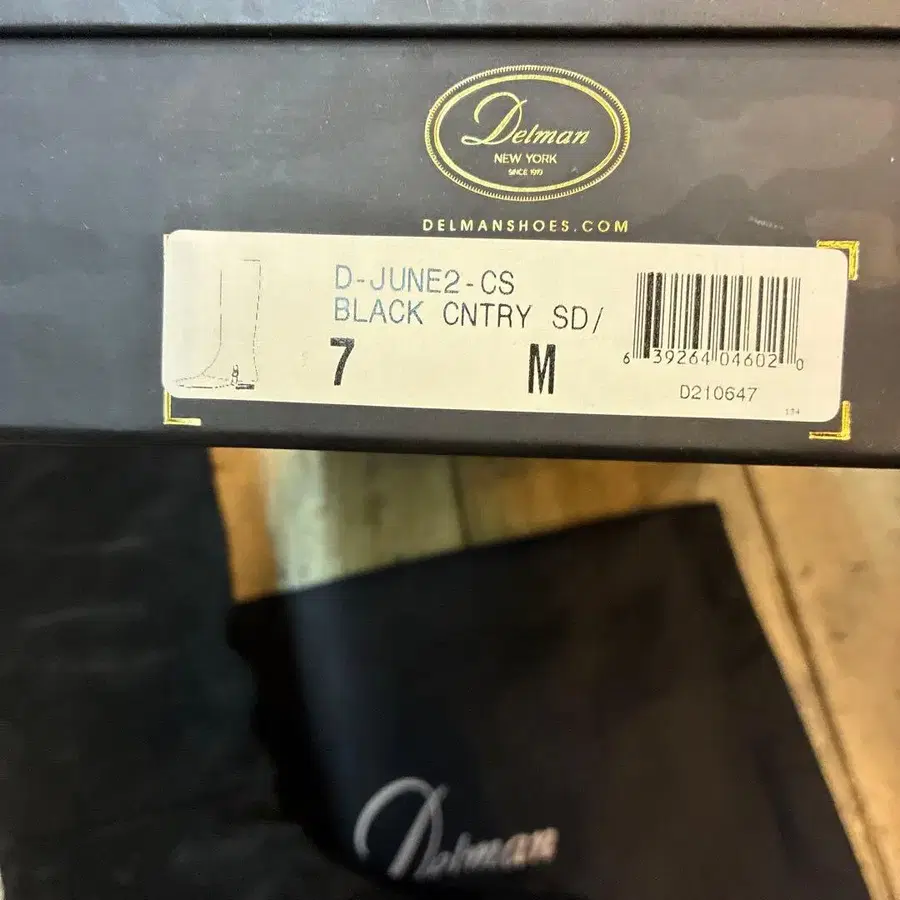 Delman
NEW YORK
SINCE 1919
DELMANSHOES.COM
D-JUNE2-CS
BLACK CNTRY SD/
7 M
6 39264 04602 0
D210647
Delman